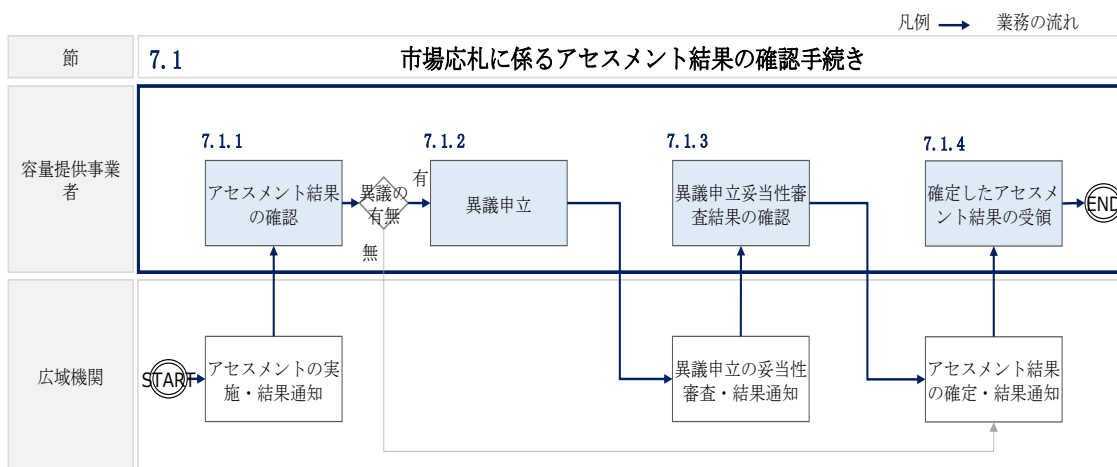 凡例 業務の流れ
節
7.1 市場応札に係るアセスメント結果の確認手続き
容量提供事業
者
7.1.1
アセスメント結果
の確認
異議の
有無
有
無
7.1.2
異議申立
7.1.3
異議申立妥当性審
査結果の確認
7.1.4
確定したアセスメ
ント結果の受領
END
広域機関
START
アセスメントの実
施・結果通知
異議申立の妥当性
審査・結果通知
アセスメント結果
の確定・結果通知